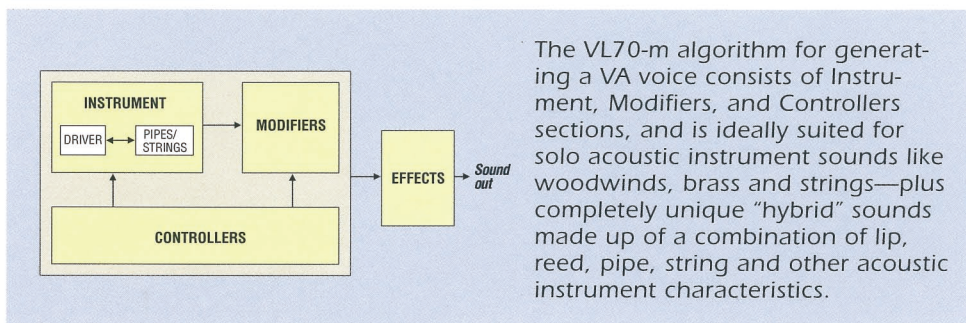 INSTRUMENT
DRIVER
PIPES/
STRINGS
MODIFIERS
CONTROLLERS
EFFECTS
Sound
out
The VL70-m algorithm for generat-
ing a VA voice consists of Instru-
ment, Modifiers, and Controllers
sections, and is ideally suited for
solo acoustic instrument sounds like
woodwinds, brass and strings—plus
completely unique “hybrid” sounds
made up of a combination of lip,
reed, pipe, string and other acoustic
instrument characteristics.